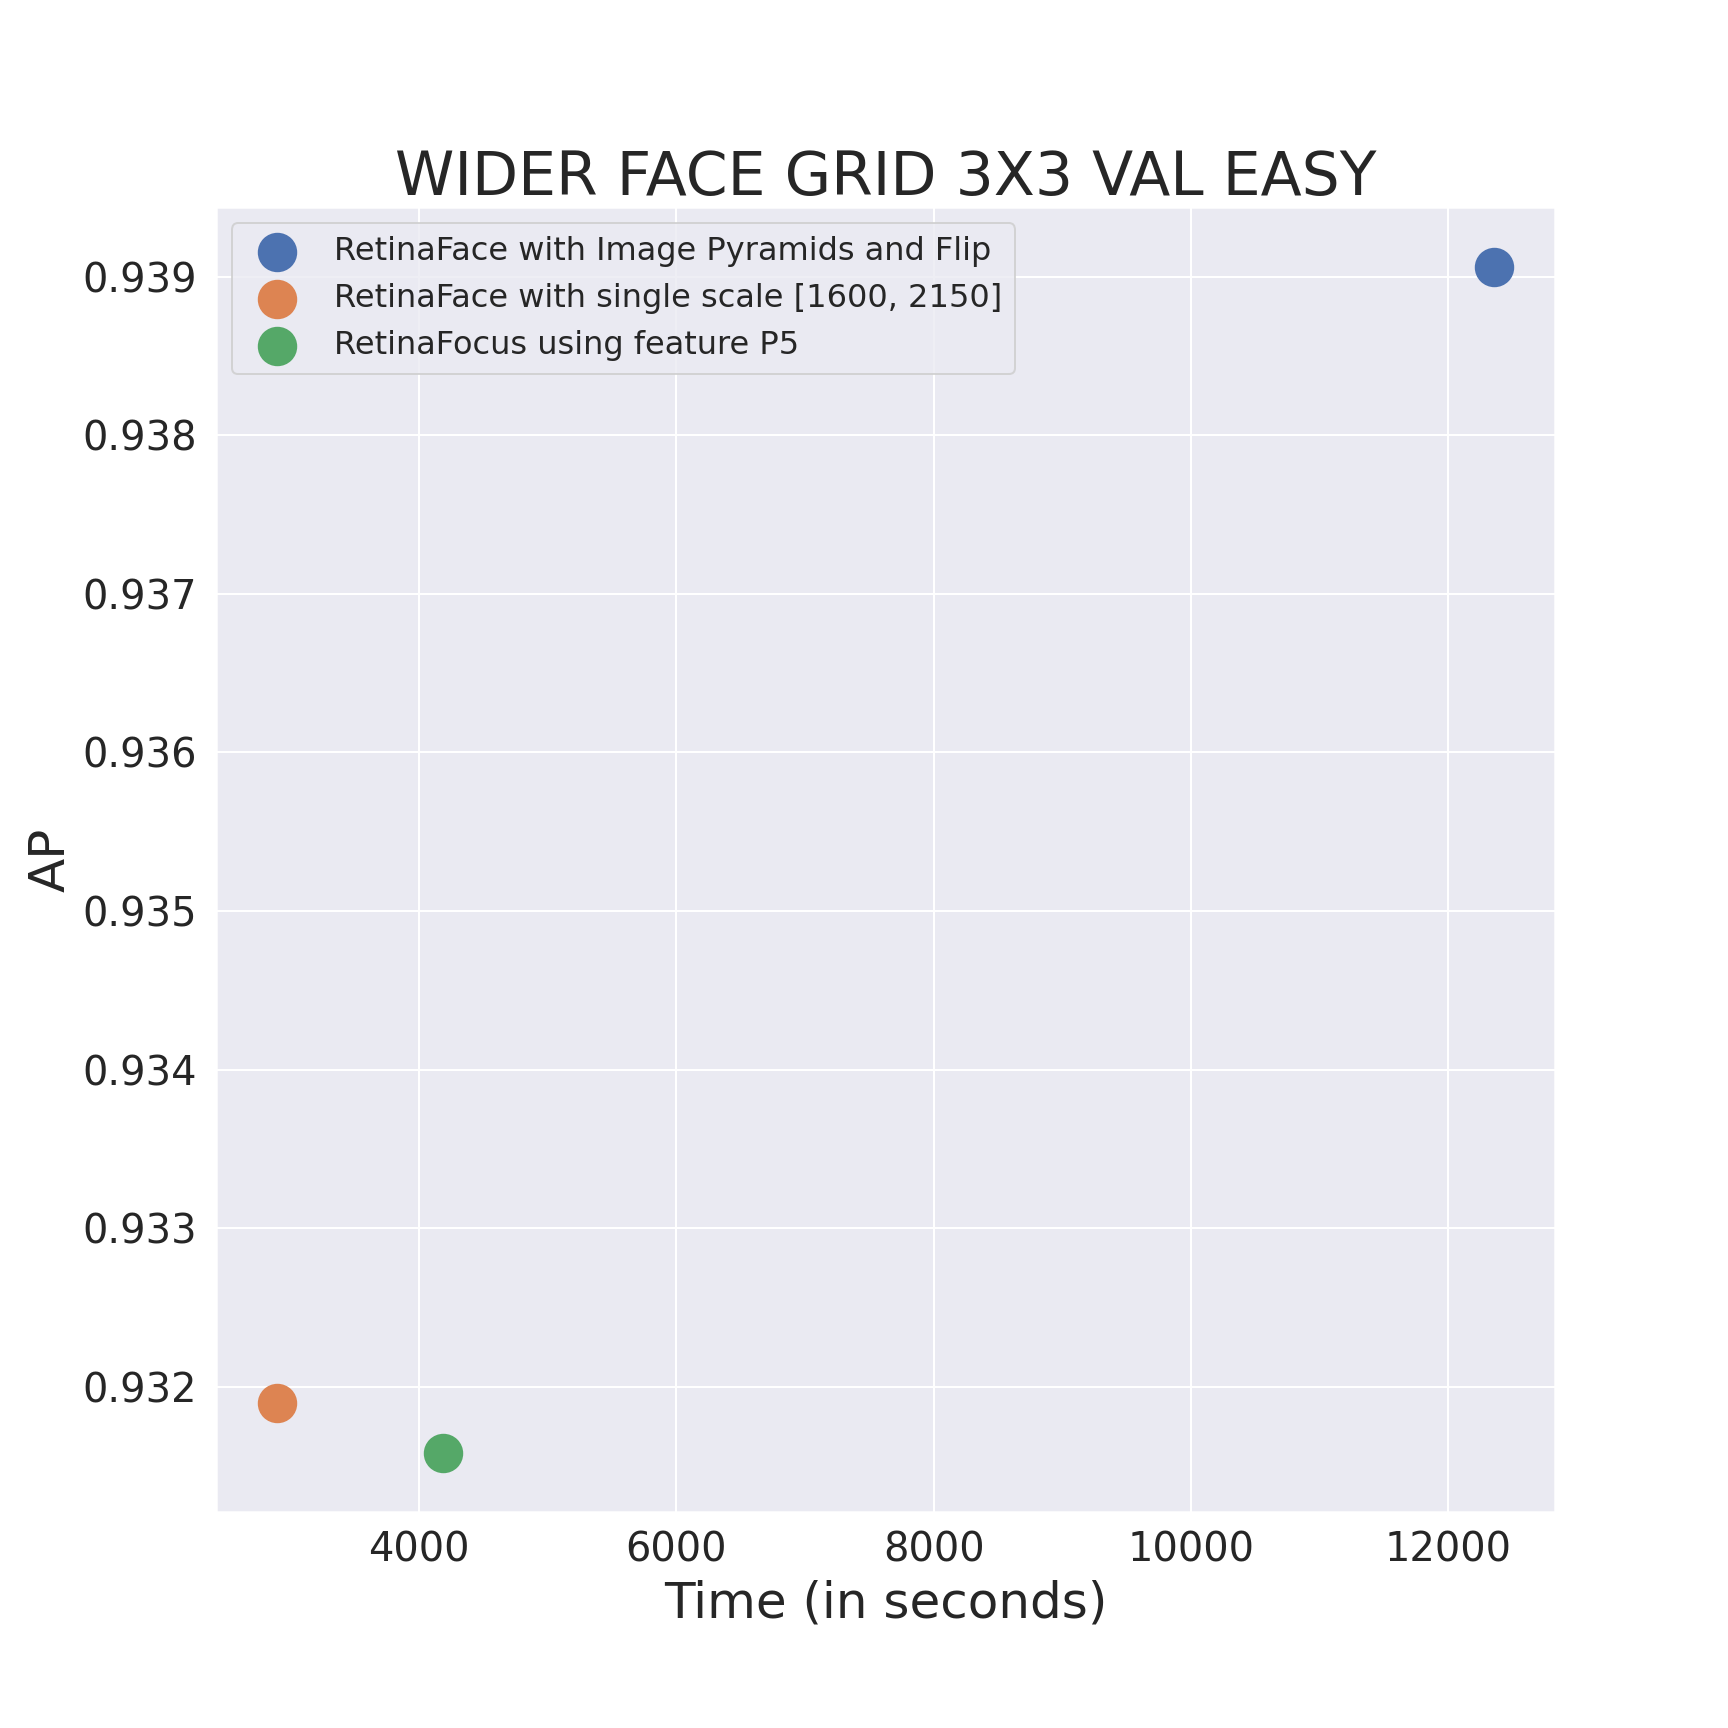 WIDER FACE GRID 3X3 VAL EASY
RetinaFace with Image Pyramids and Flip
RetinaFace with single scale [1600, 2150]
RetinaFocus using feature P5
0.939
0.938
0.937
0.936
0.935
0.934
0.933
0.932
AP
4000 6000 8000 10000 12000
Time (in seconds)